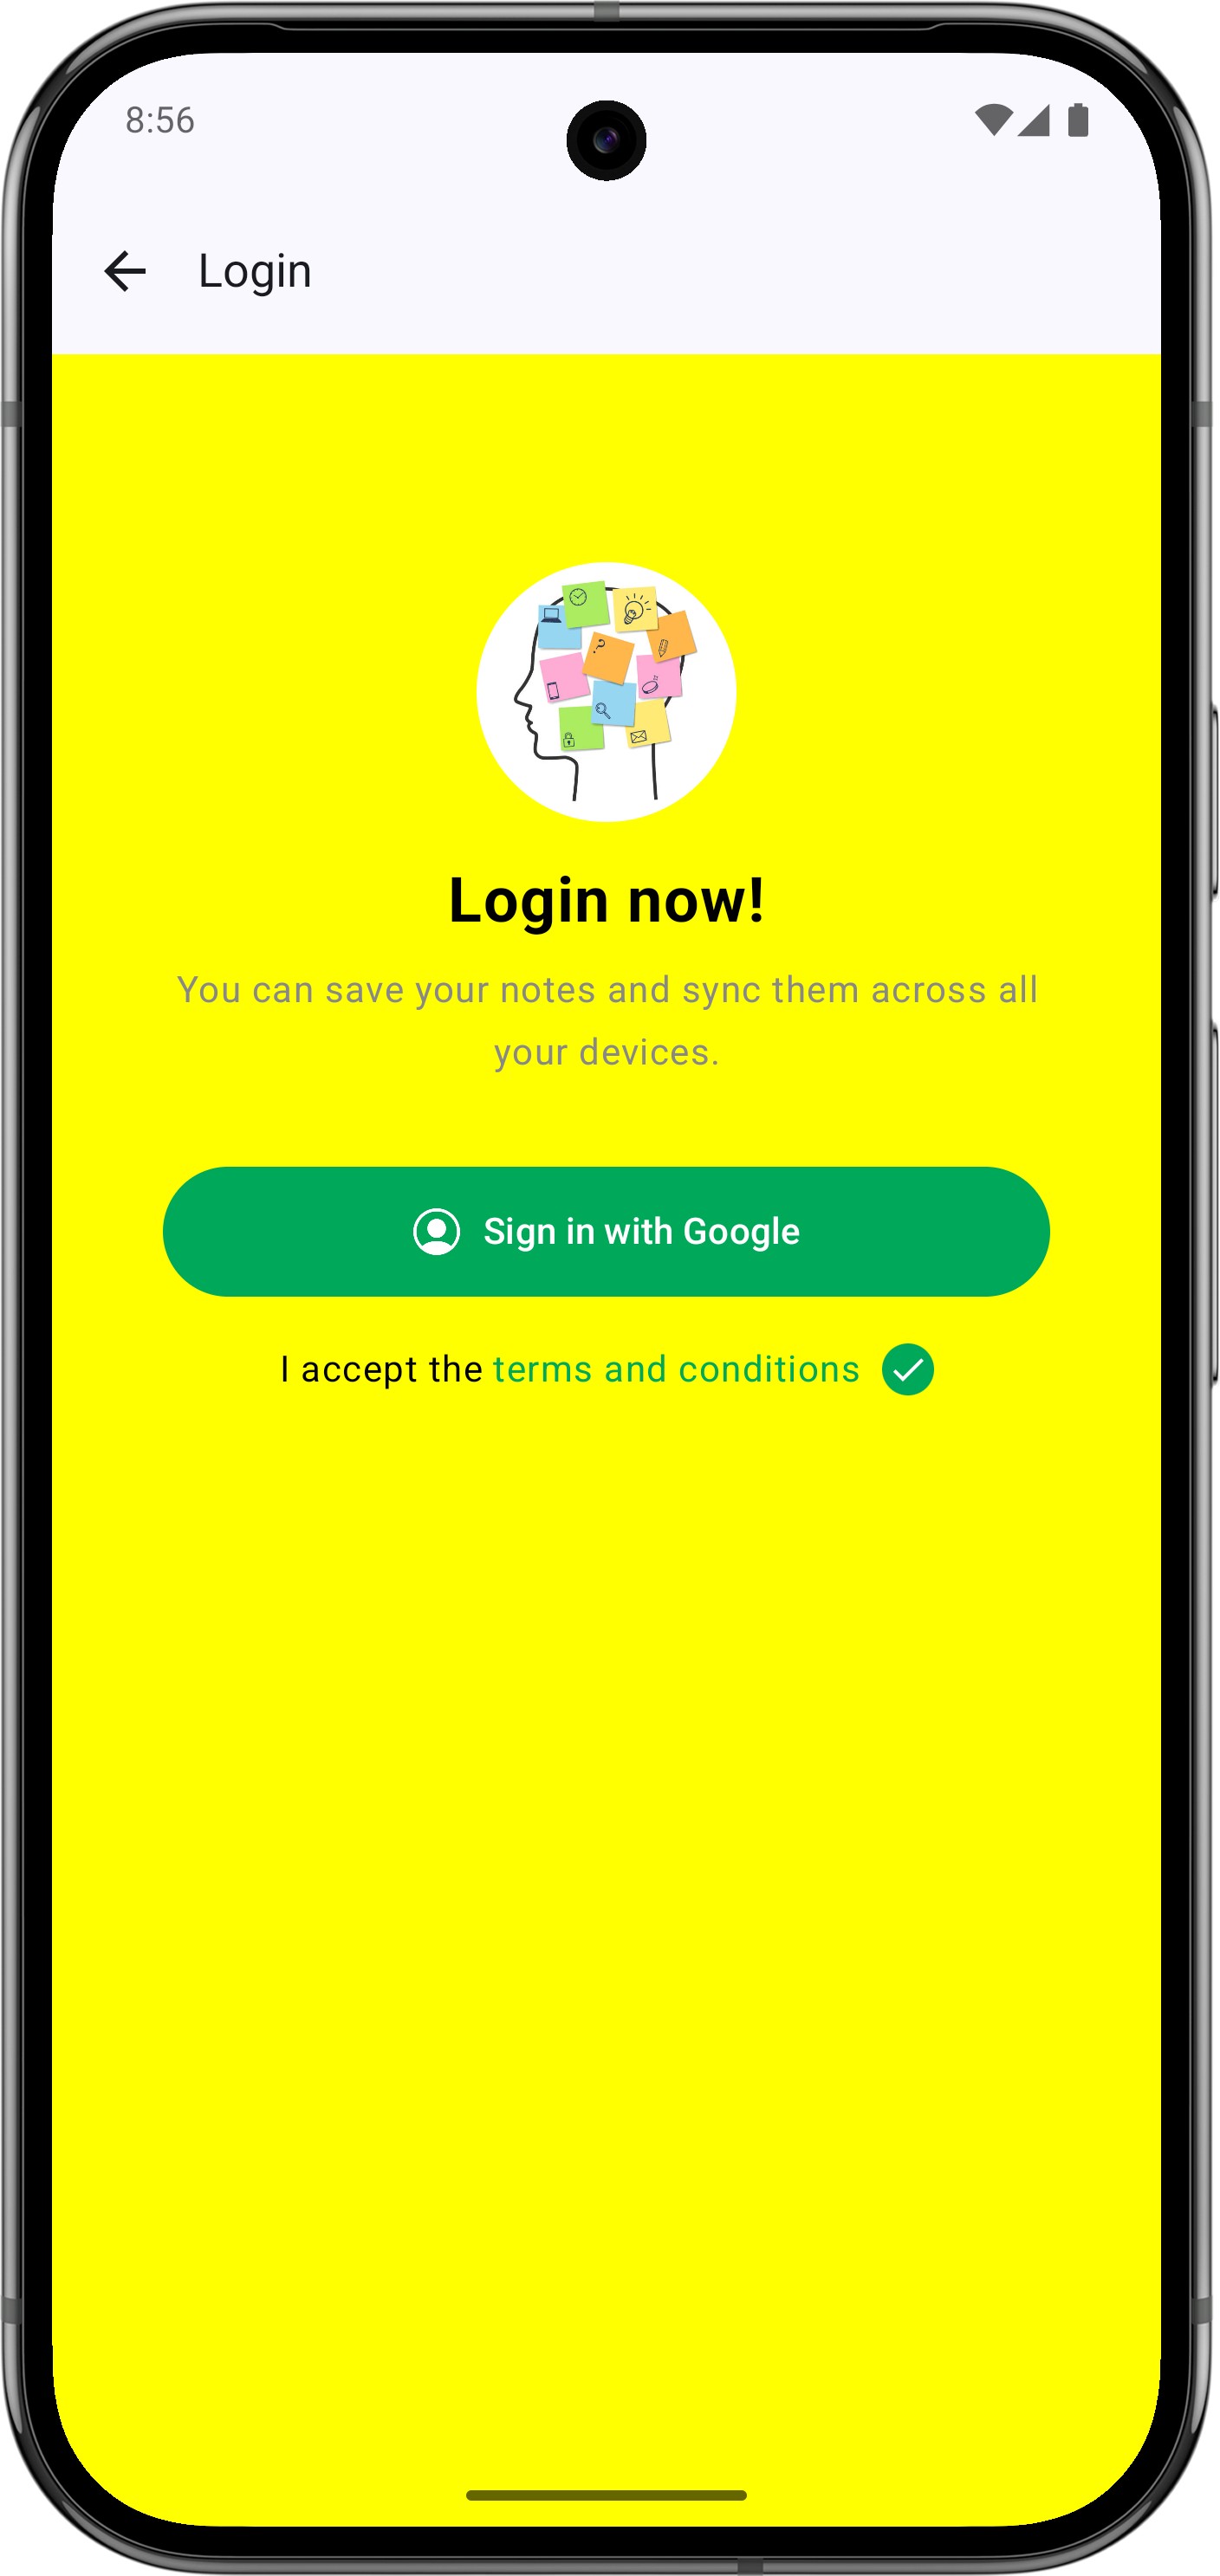 8:56
Login
Login now!
You can save your notes and sync them across all
your devices.
Sign in with Google
I accept the terms and conditions